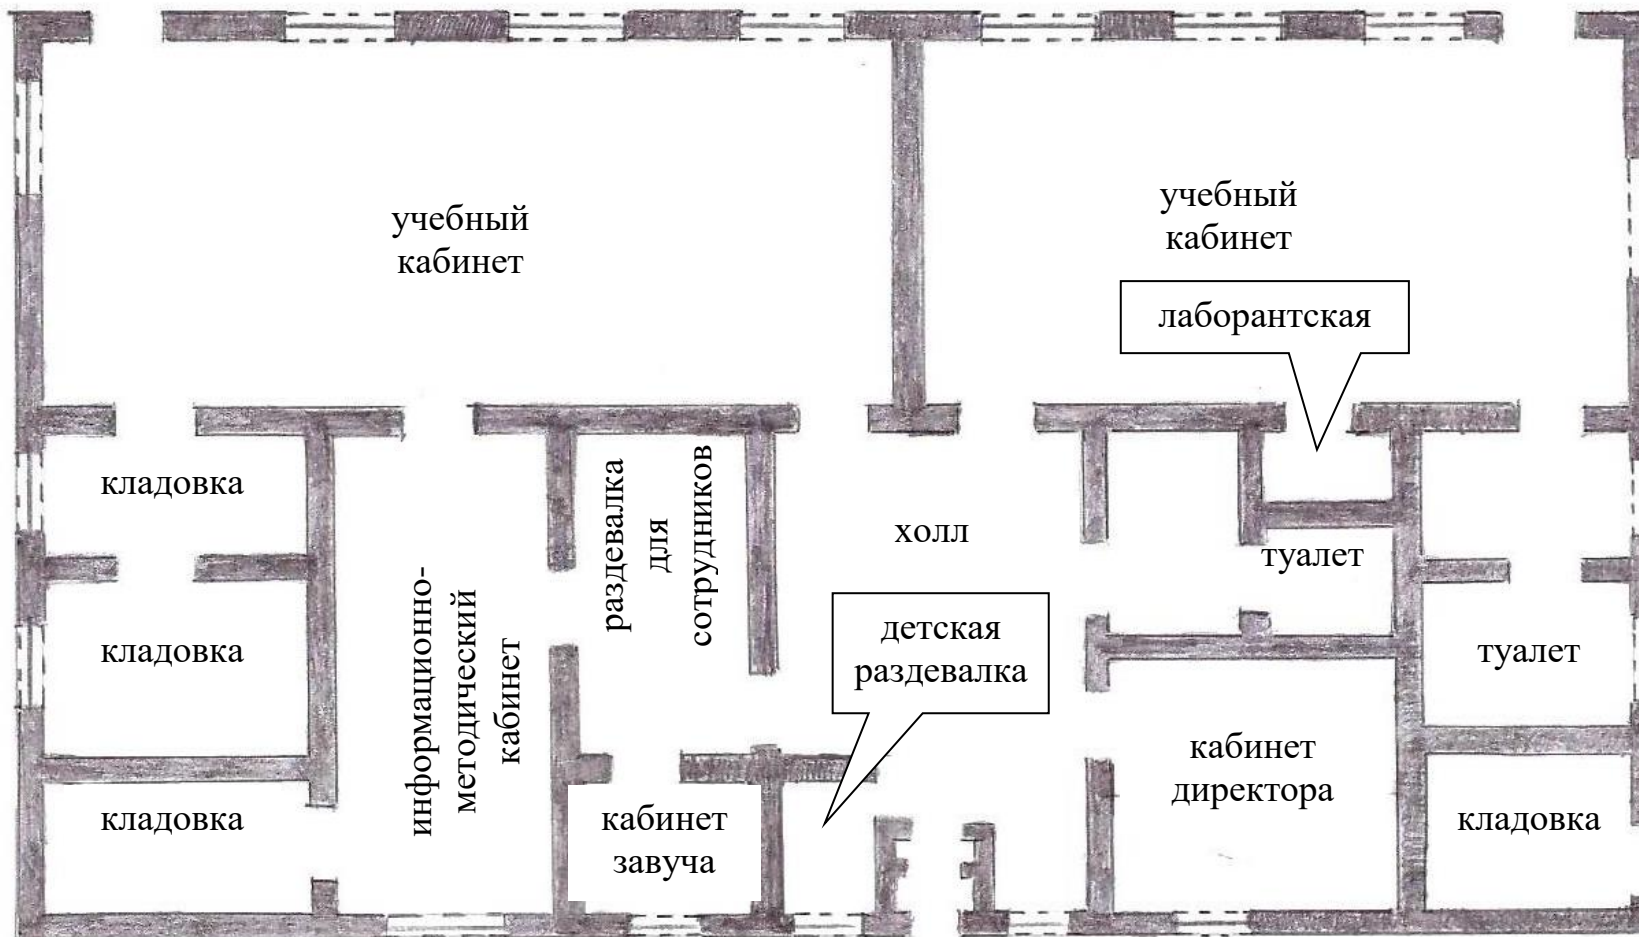 учебный
кабинет
учебный
кабинет
лаборантская
кладовка
раздевалка
для
сотрудников
холл
туалет
информационно-
методический
кабинет
детская
раздевалка
кладовка
туалет
кабинет
директора
кладовка
кабинет
завуча
кладовка